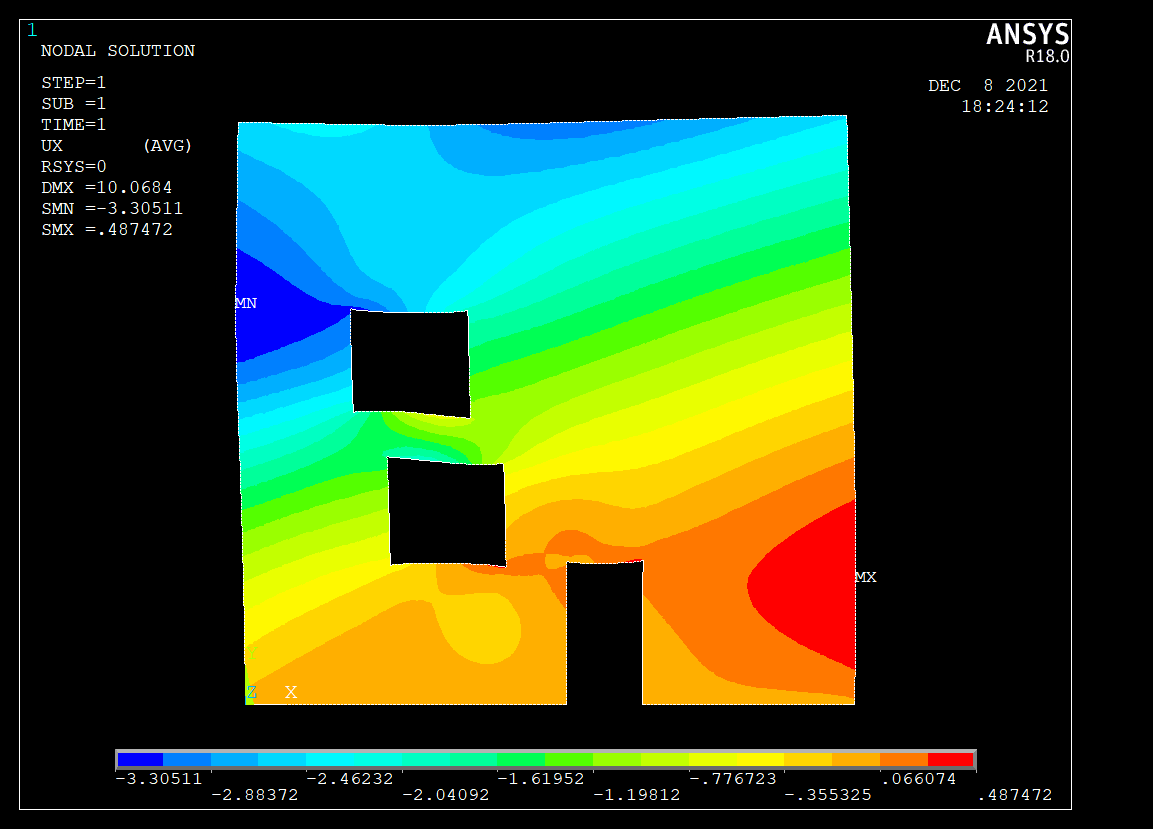 1
ANSYS
R18.0
NODAL SOLUTION
STEP=1
SUB =1
TIME=1
UX (AVG)
RSYS=0
DMX =10.0684
SMN =-3.30511
SMX =.487472
DEC 8 2021
18:24:12
MN
MX
Z X
-3.30511 -2.46232 -1.61952 -.776723 .066074
-2.88372 -2.04092 -1.19812 -.355325 .487472